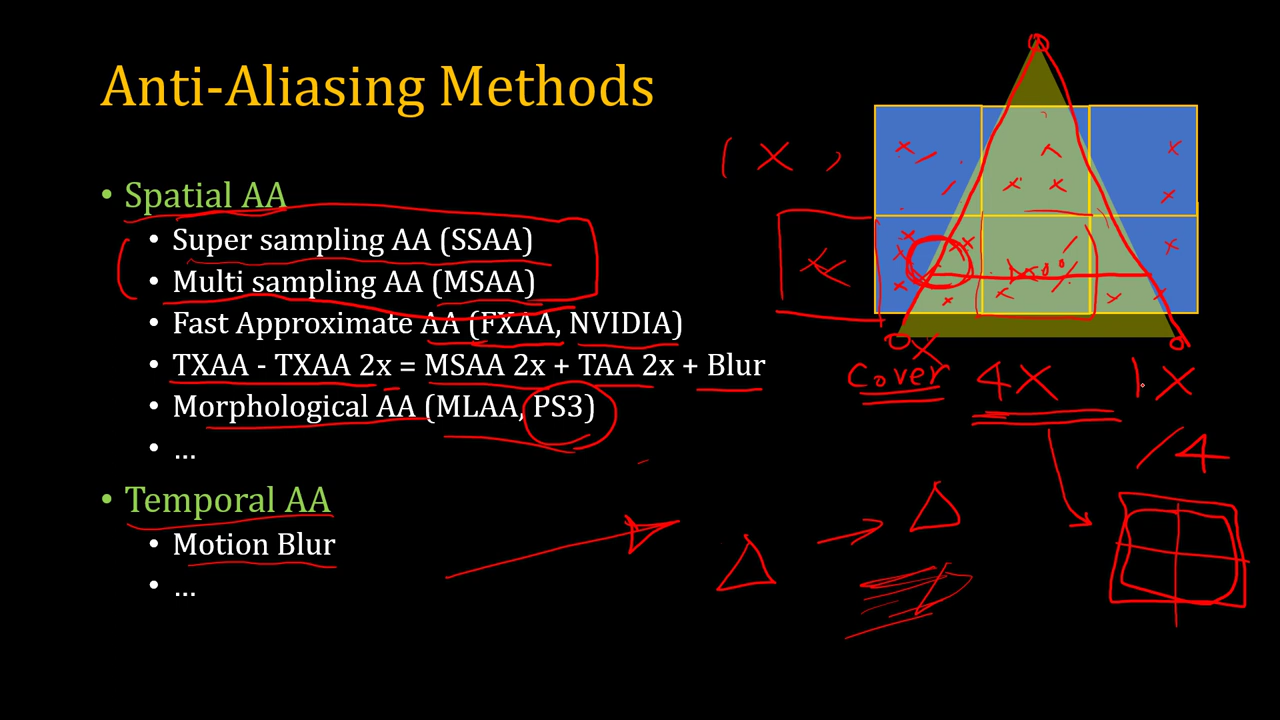 Anti-Aliasing Methods
• Spatial AA
• Super sampling AA (SSAA)
• Multi sampling AA (MSAA)
• Fast Approximate AA (FXAA, NVIDIA)
• TXAA - TXAA 2x = MSAA 2x + TAA 2x + Blur
• Morphological AA (MLAA, PS3)
• ...
• Temporal AA
• Motion Blur
• ...
Cover
4X
1X
/4